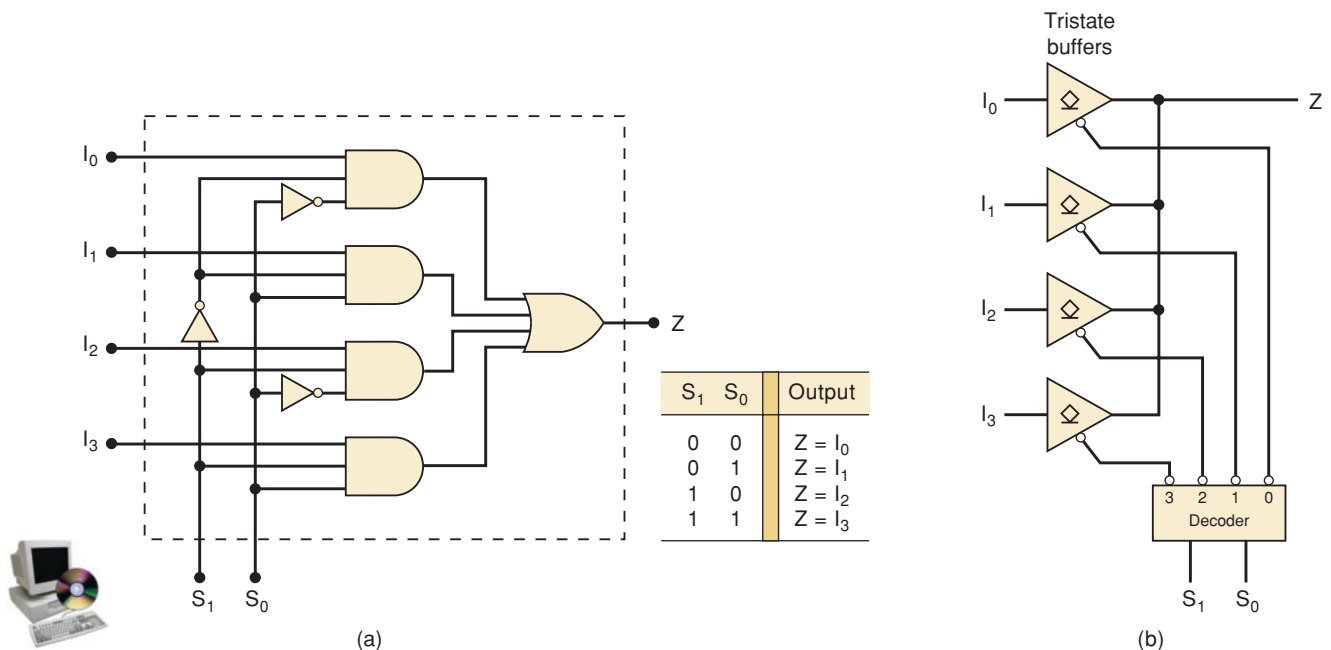 Tristate
buffers
I₀
I₁
I₂
I₃
Z
S₁ S₀ Output
0 0 Z = I₀
0 1 Z = I₁
1 0 Z = I₂
1 1 Z = I₃
S₁ S₀
(a)
I₀
Z
I₁
I₂
I₃
3 2 1 0
Decoder
S₁ S₀
(b)